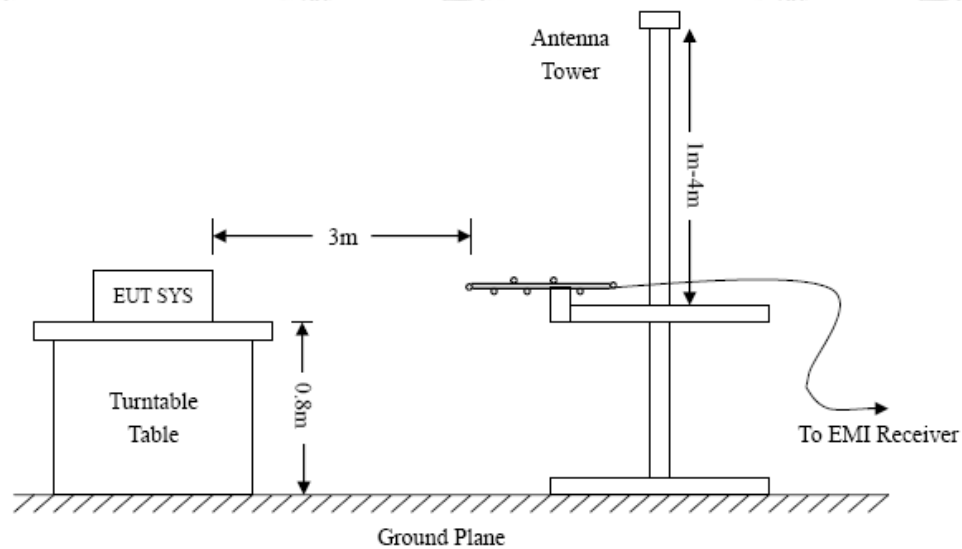 Antenna
Tower
1m-4m
3m
EUT SYS
0.8m
Turntable
Table
To EMI Receiver
Ground Plane